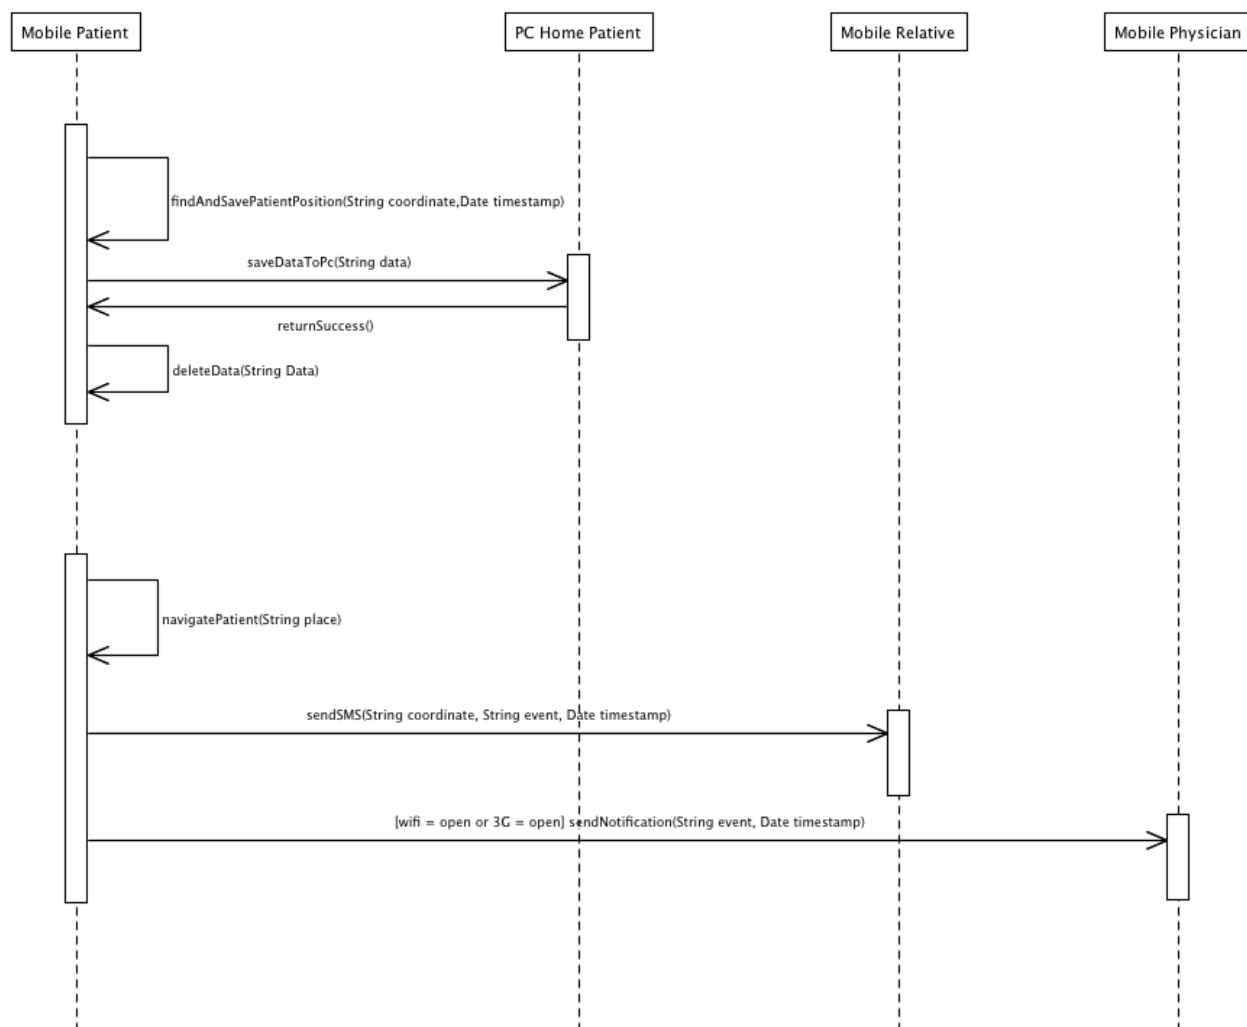 Mobile Patient
PC Home Patient
Mobile Relative
Mobile Physician
findAndSavePatientPosition(String coordinate,Date timestamp)
saveDataToPc(String data)
returnSuccess()
deleteData(String Data)
navigatePatient(String place)
sendSMS(String coordinate, String event, Date timestamp)
[wifi = open or 3G = open] sendNotification(String event, Date timestamp)